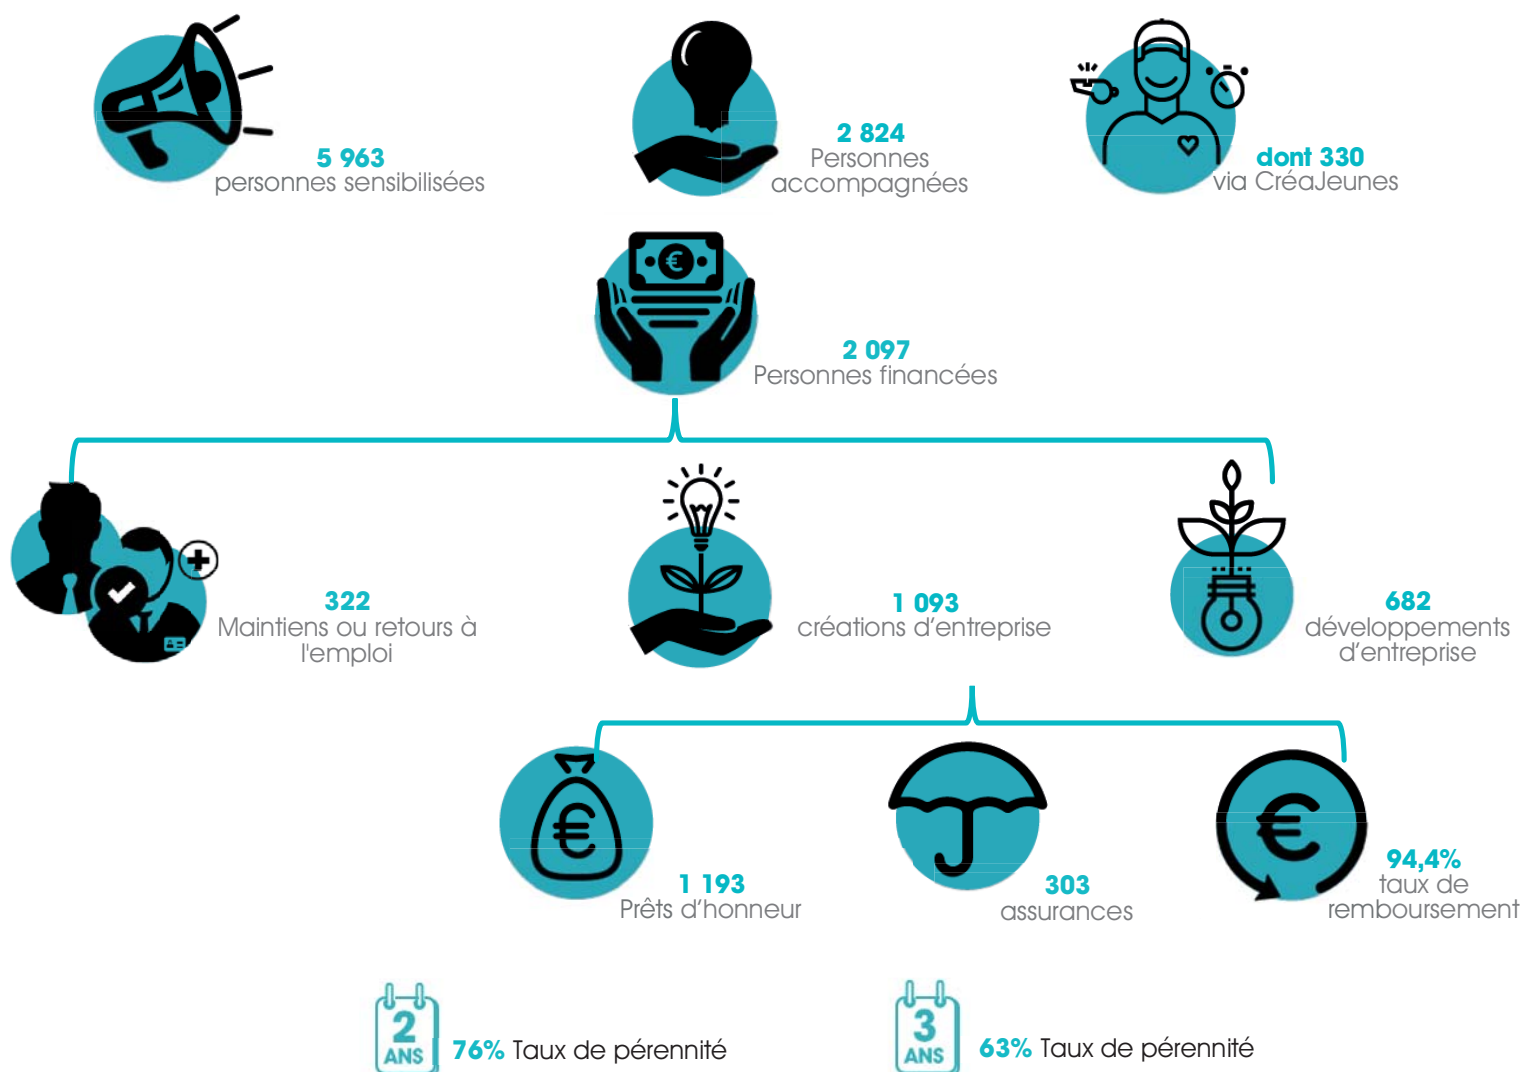 5 963
personnes sensibilisées
2 824
Personnes
accompagnées
dont 330
via CréaJeunes
€
2 097
Personnes financées
322
Maintiens ou retours à
l'emploi
1 093
créations d’entreprise
682
développements
d’entreprise
€
1 193
Prêts d’honneur
303
assurances
€
94,4%
taux de
remboursement
2
ANS
76% Taux de pérennité
3
ANS
63% Taux de pérennité